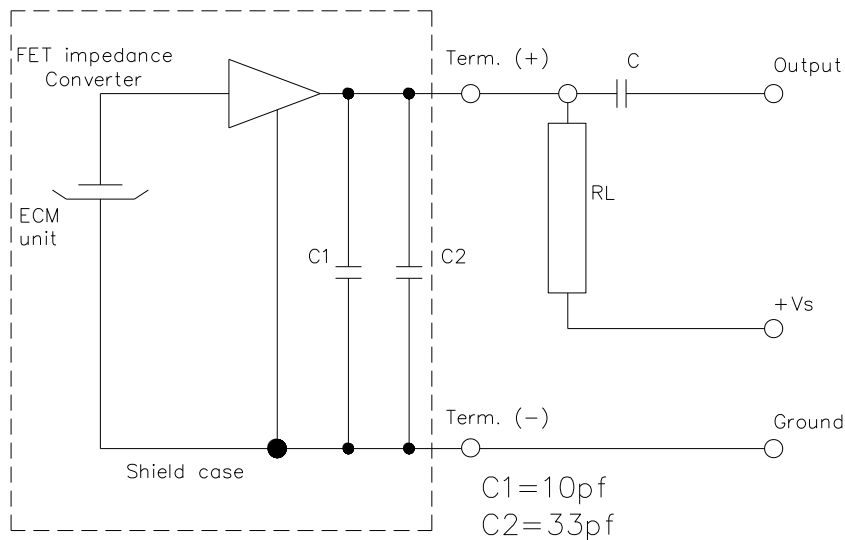 FET impedance
Converter
Term. (+)
C
Output
ECM
unit
RL
C1
C2
+Vs
Term. (-)
Ground
Shield case
C1=10pf
C2=33pf